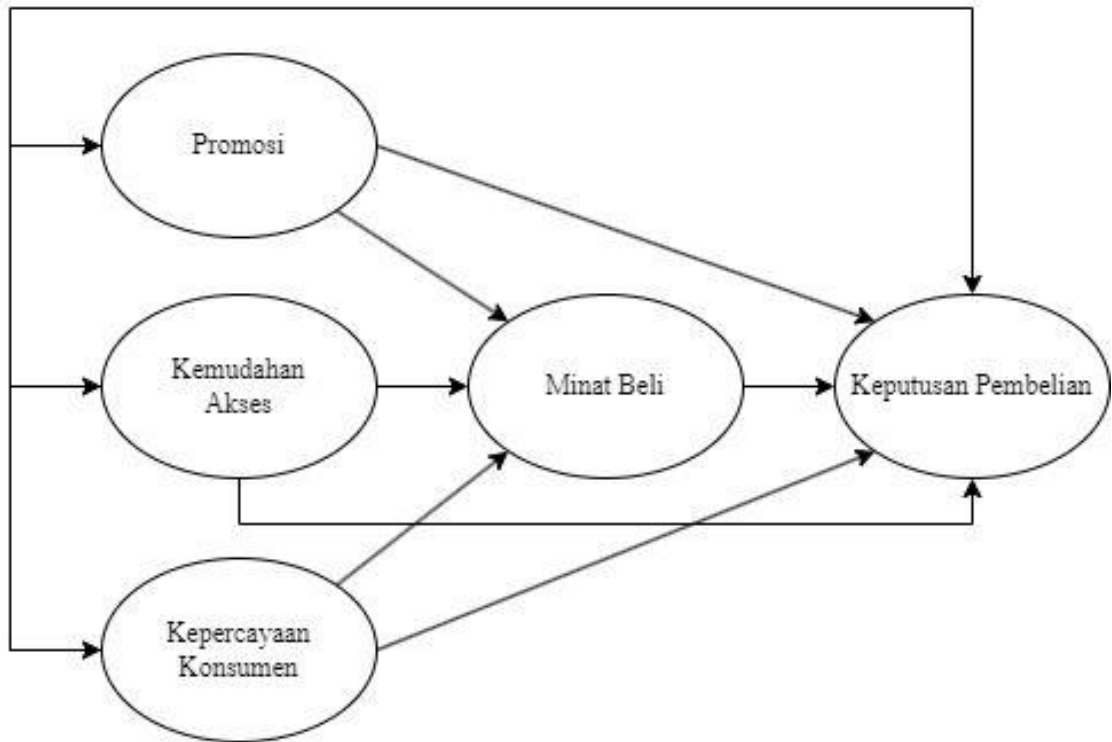 Promosi
Kemudahan
Akses
Minat Beli
Keputusan Pembelian
Kepercayaan
Konsumen